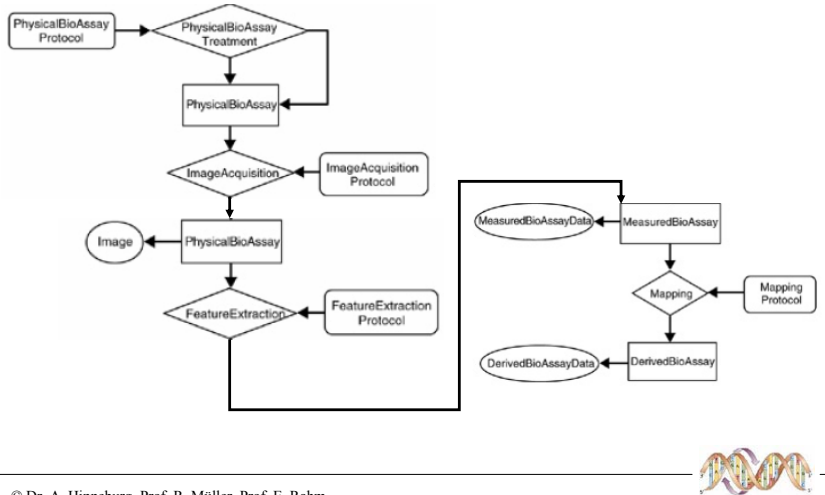 PhysicalBioAssay
Protocol
PhysicalBioAssay
Treatment
PhysicalBioAssay
ImageAcquisition
ImageAcquisition
Protocol
Image
PhysicalBioAssay
FeatureExtraction
FeatureExtraction
Protocol
MeasuredBioAssayData
MeasuredBioAssay
Mapping
Mapping
Protocol
DerivedBioAssayData
DerivedBioAssay
© Dr. A. Hinneburg, Prof. R. Müller, Prof. E. Rahm